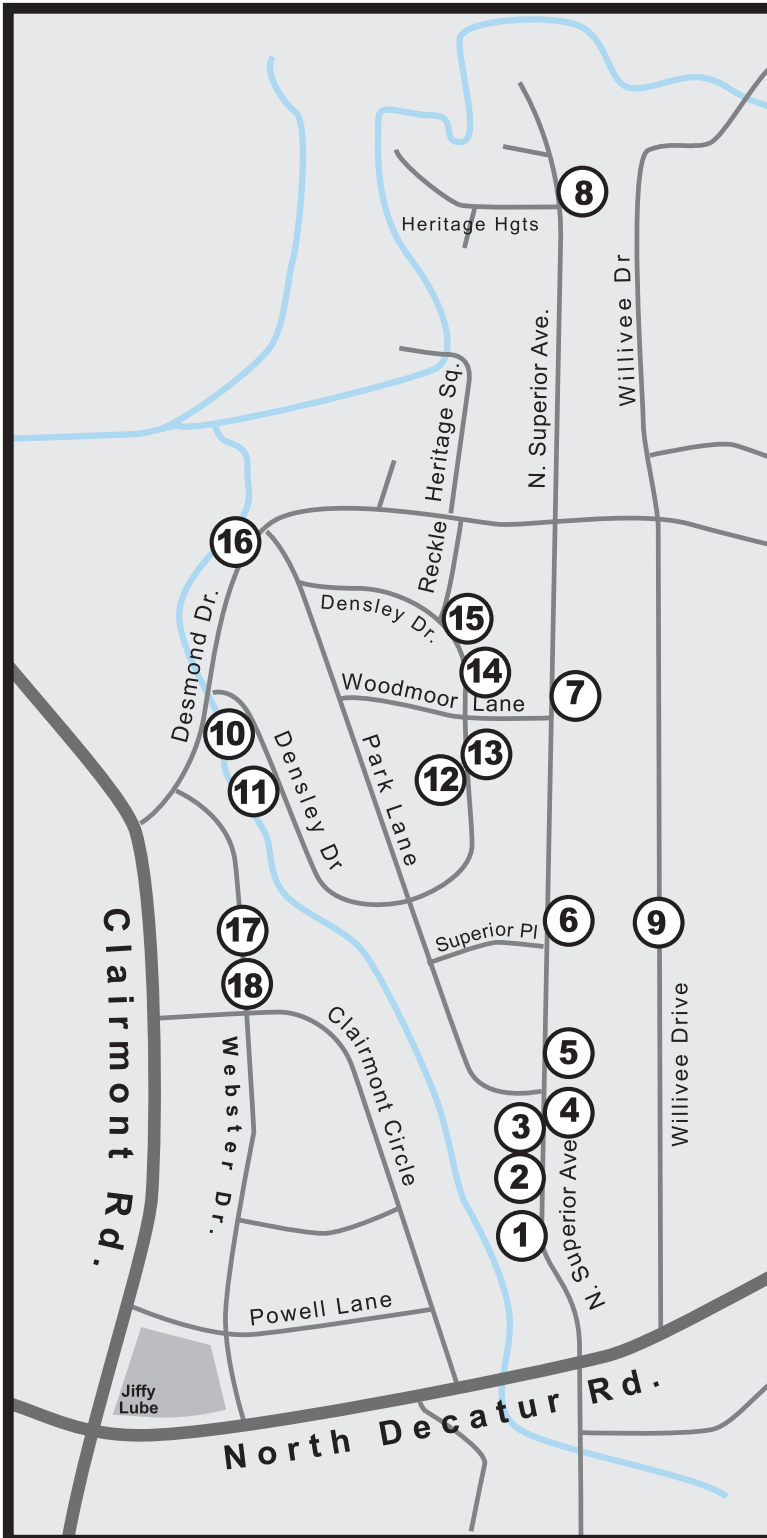 8
Heritage Hgts
Willivee Dr
N. Superior Ave.
Heritage Sq.
Reckle
16
Densley Dr.
15
Desmond Dr.
14
Woodmoor Lane
7
10
Densley Dr
Park Lane
13
12
11
Clairmont Rd.
17
6
9
Superior Pl
18
Willivee Drive
Clairmont Circle
Webster Dr.
5
4
3
2
N. Superior Ave
1
Powell Lane
Jiffy
Lube
North Decatur Rd.